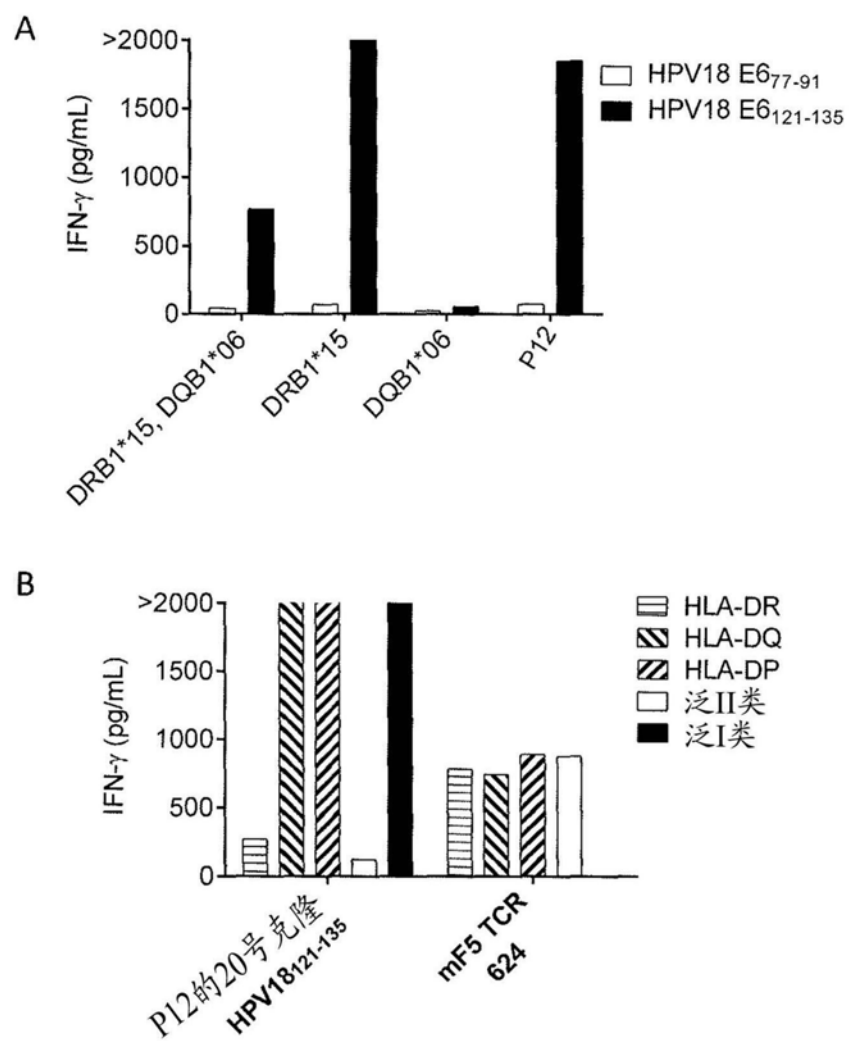 A
>2000
1500
1000
500
0
IFN-γ (pg/mL)
HPV18 E6₇₇₋₉₁
HPV18 E6₁₂₁₋₁₃₅
DRB1*15, DQB1*06
DRB1*15
DQB1*06
P12
B
>2000
1500
1000
500
0
IFN-γ (pg/mL)
HLA-DR
HLA-DQ
HLA-DP
泛II类
泛I类
P12的20号克隆
HPV18₁₂₁₋₁₃₅
mF5 TCR
624